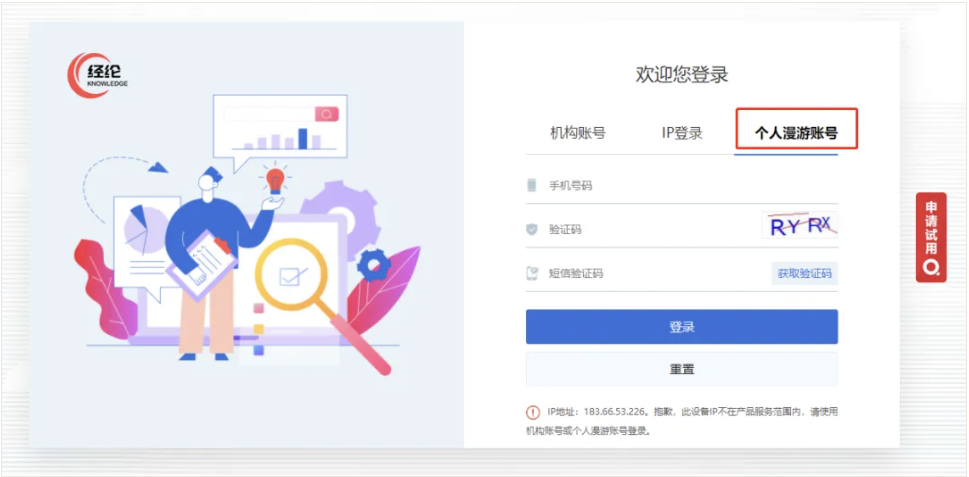 经纶
KNOWLEDGE
欢迎您登录
机构账号 IP登录 个人漫游账号
手机号码
验证码 RYRX
短信验证码 获取验证码
登录
重置
IP地址：183.66.53.226。抱歉，此设备IP不在产品服务范围内，请使用
机构账号或个人漫游账号登录。
申请试用